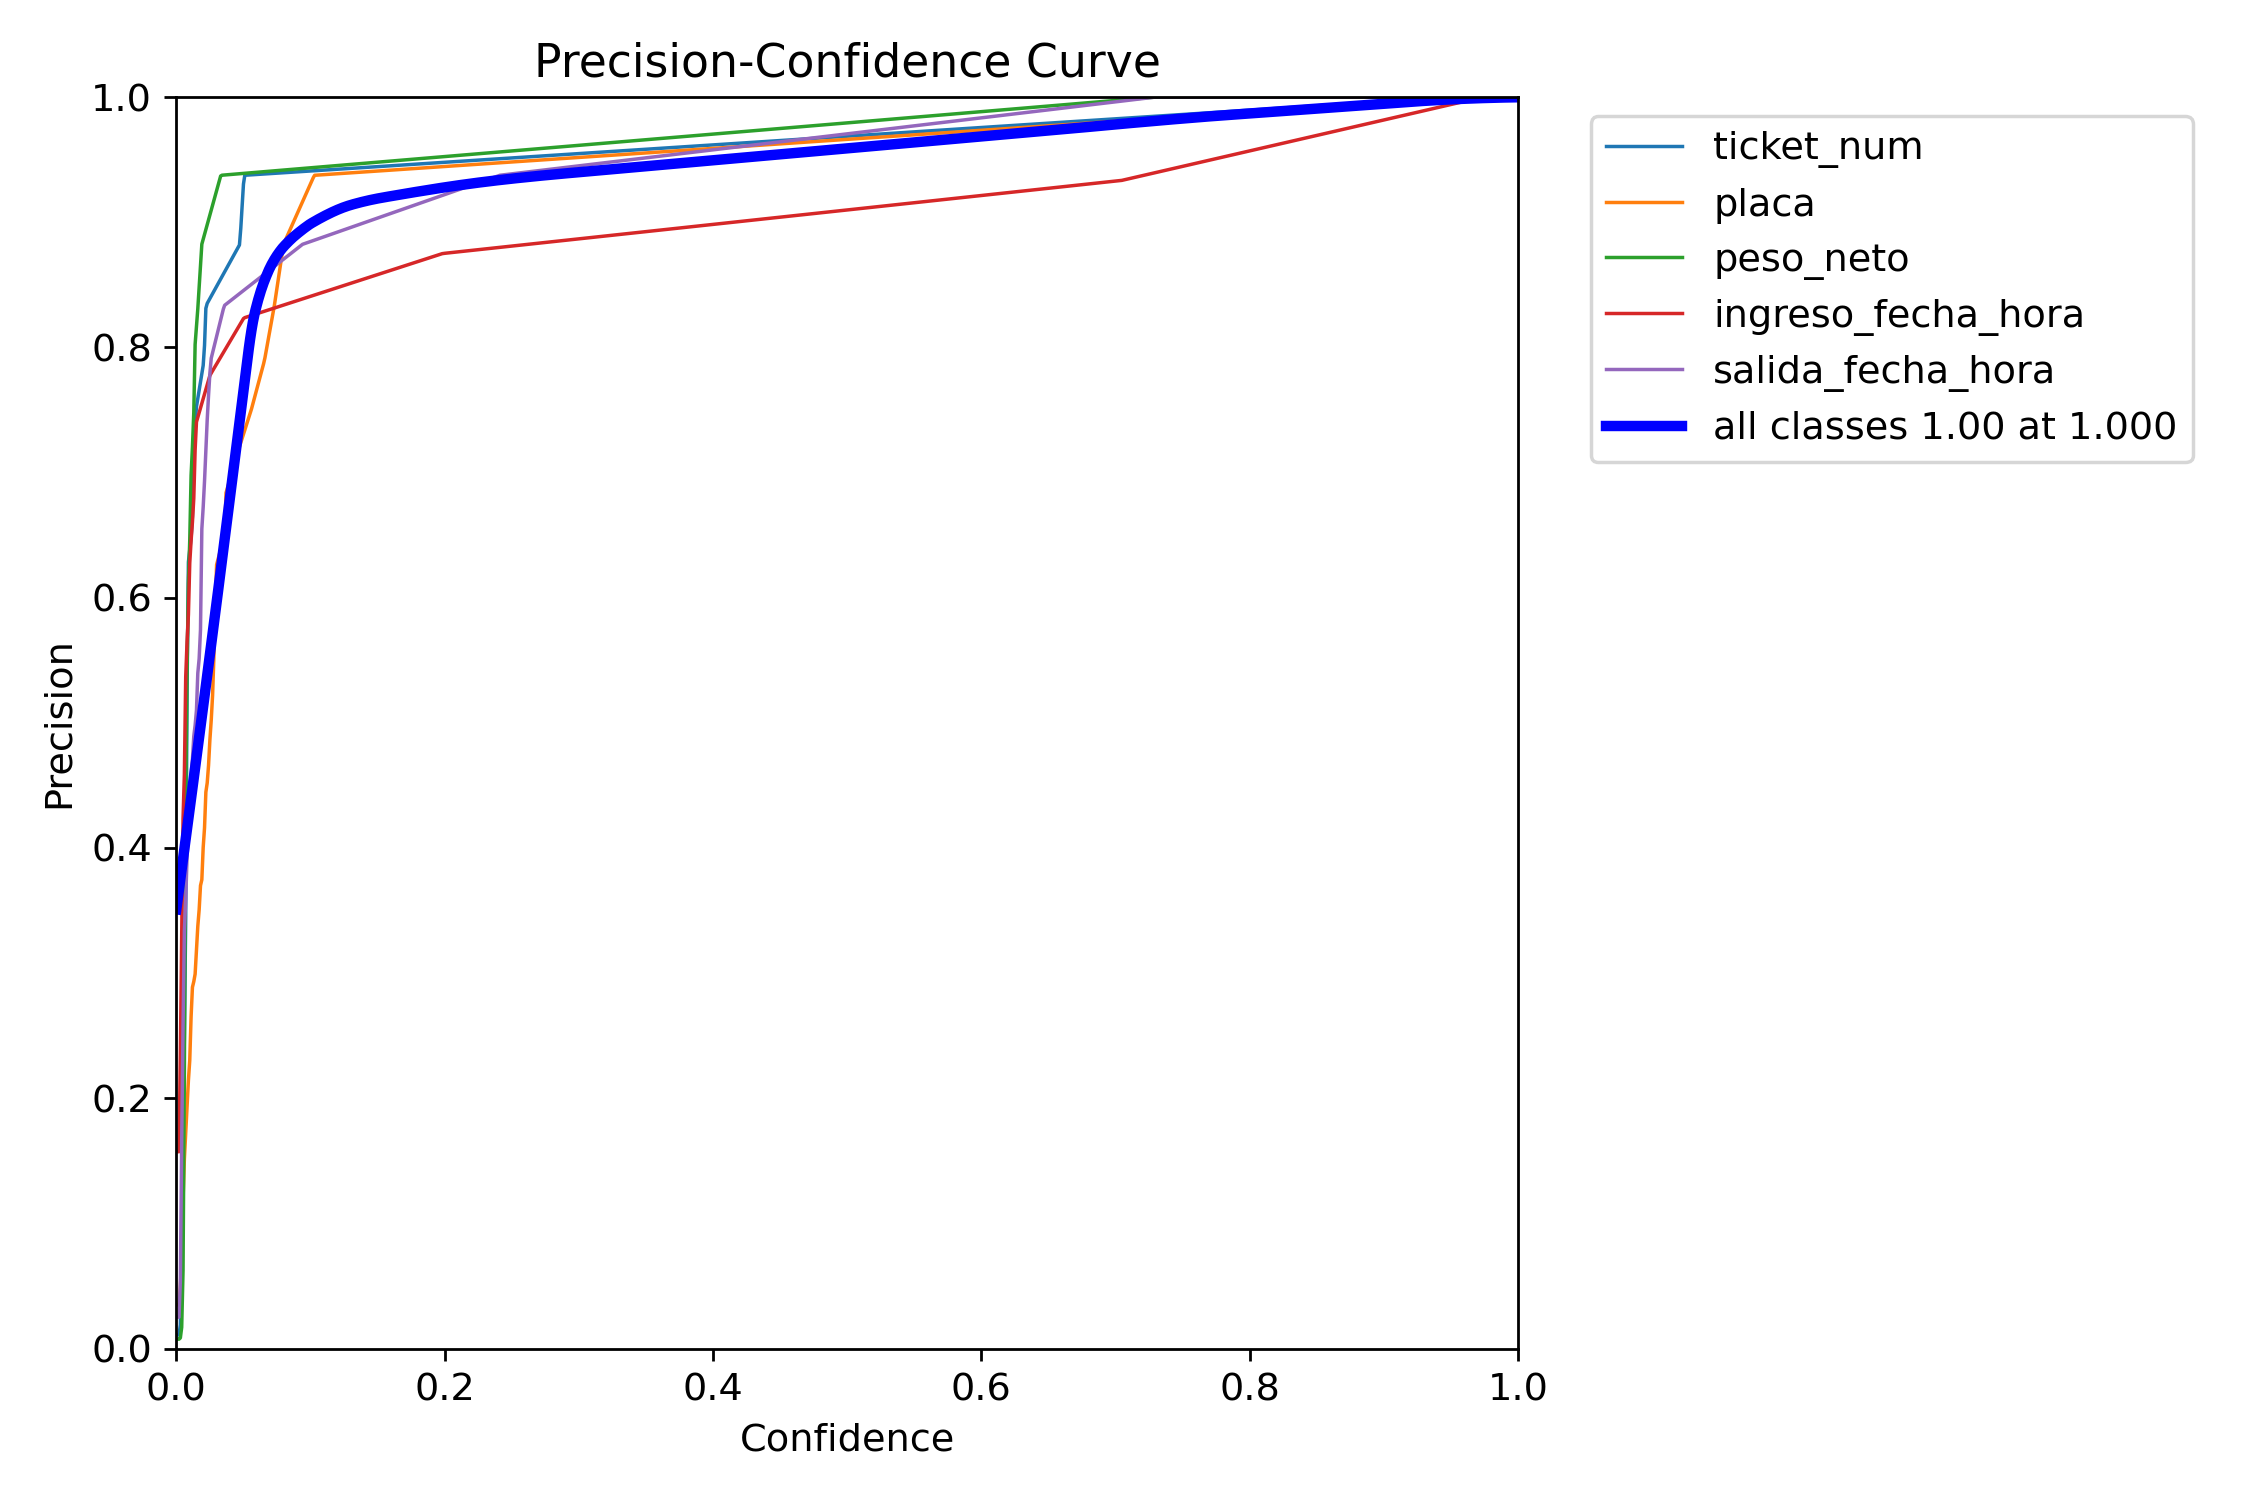 Precision-Confidence Curve
1.0
0.8
0.6
0.4
0.2
0.0
Precision
0.0 0.2 0.4 0.6 0.8 1.0
Confidence
ticket_num
placa
peso_neto
ingreso_fecha_hora
salida_fecha_hora
all classes 1.00 at 1.000